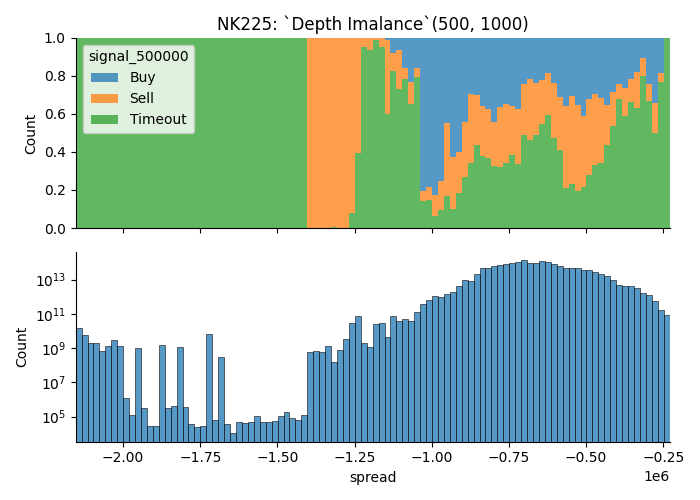 NK225: `Depth Imalance`(500, 1000)
1.0
0.8
0.6
0.4
0.2
0.0
Count
signal_500000
Buy
Sell
Timeout
10^13
10^11
10^9
10^7
10^5
Count
−2.00 −1.75 −1.50 −1.25 −1.00 −0.75 −0.50 −0.25
1e6
spread